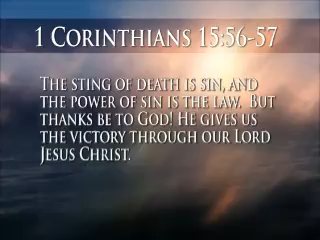 1 Corinthians 15:56-57
The sting of death is sin, and
the power of sin is the law.  But
thanks be to God! He gives us
the victory through our Lord
Jesus Christ.